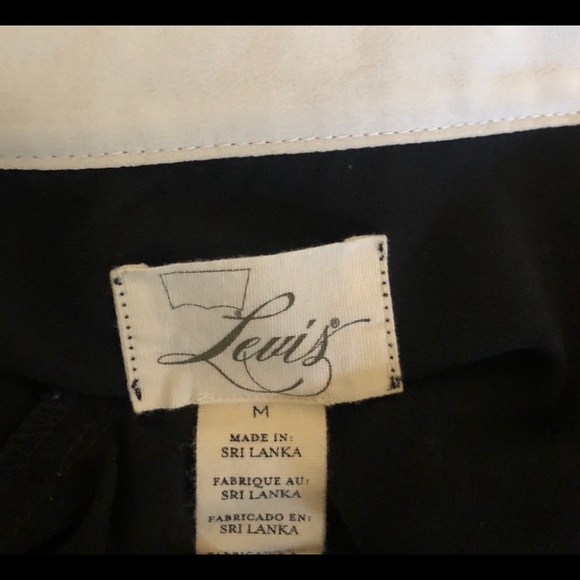 Levi's®
M
MADE IN:
SRI LANKA
FABRIQUE AU:
SRI LANKA
FABRICADO EN:
SRI LANKA